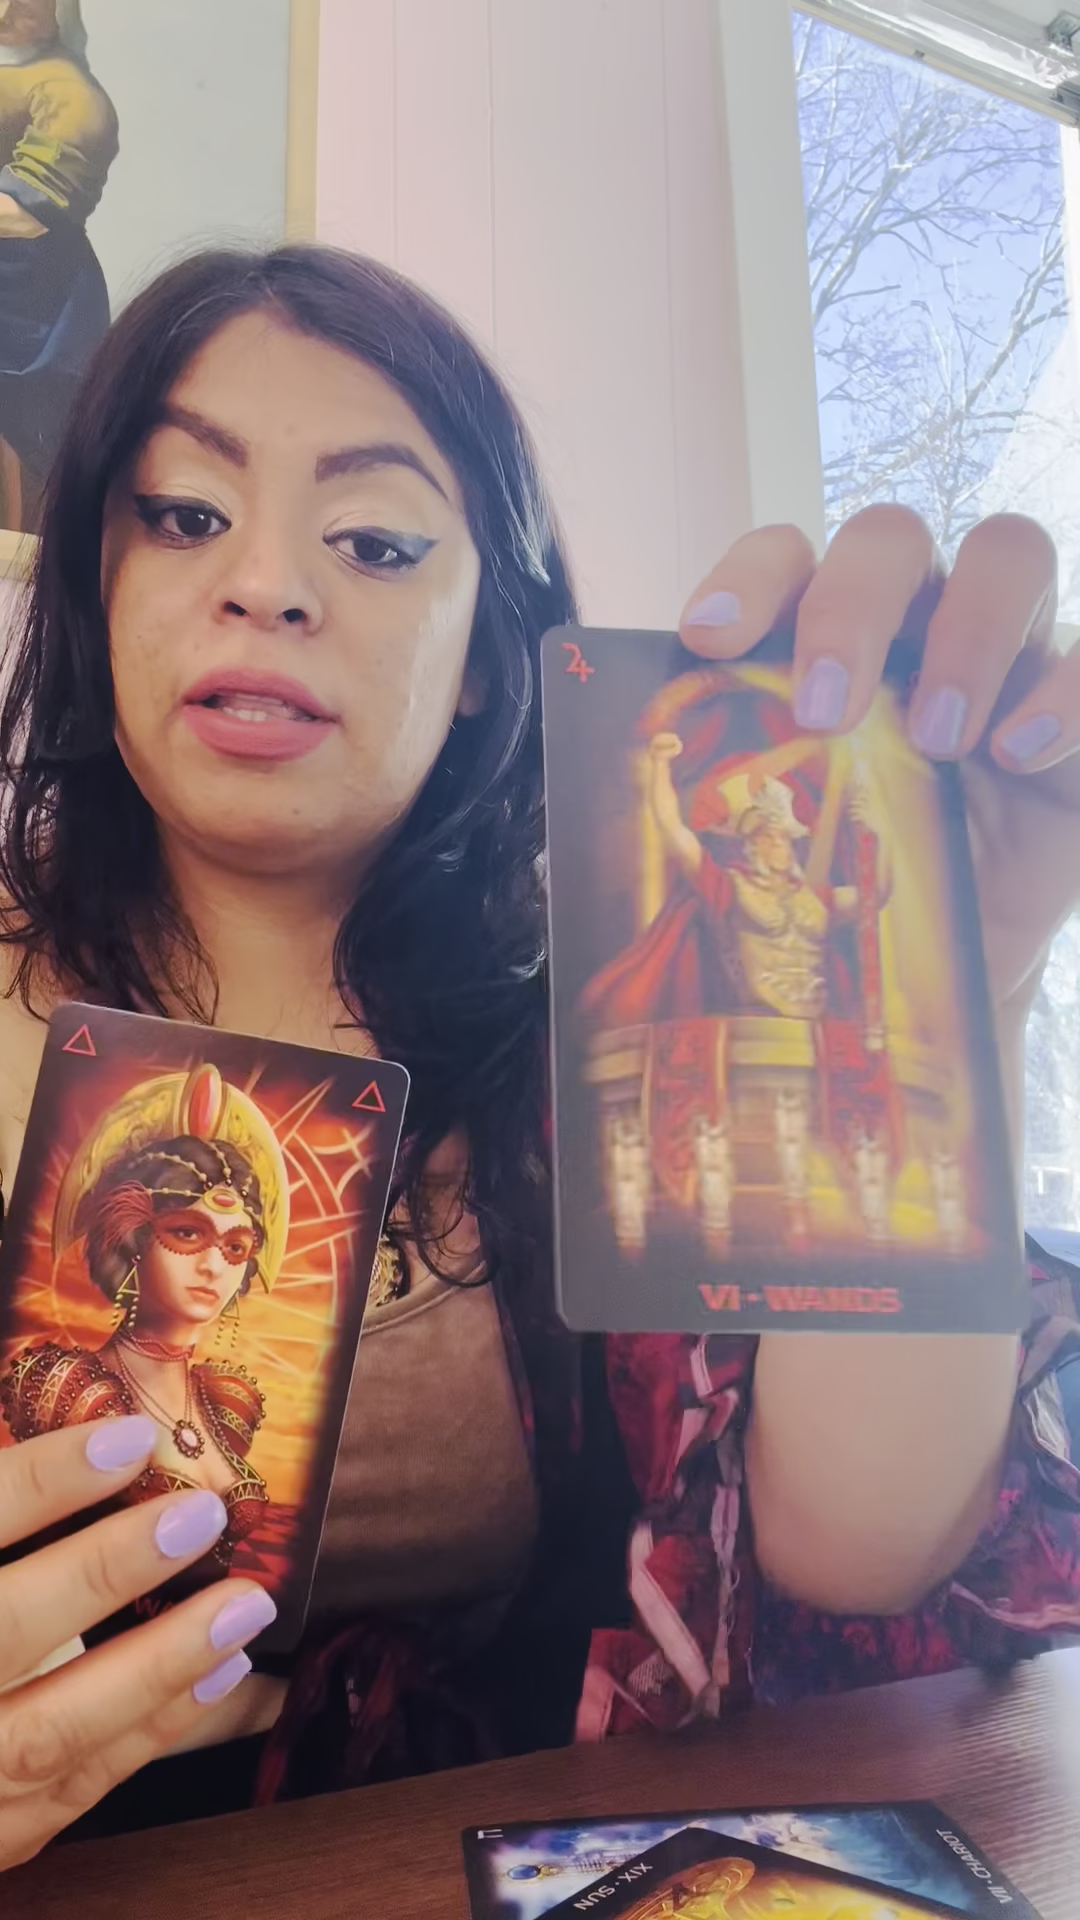 VI • WANDS
VII • CHARIOT
XIX • SUN